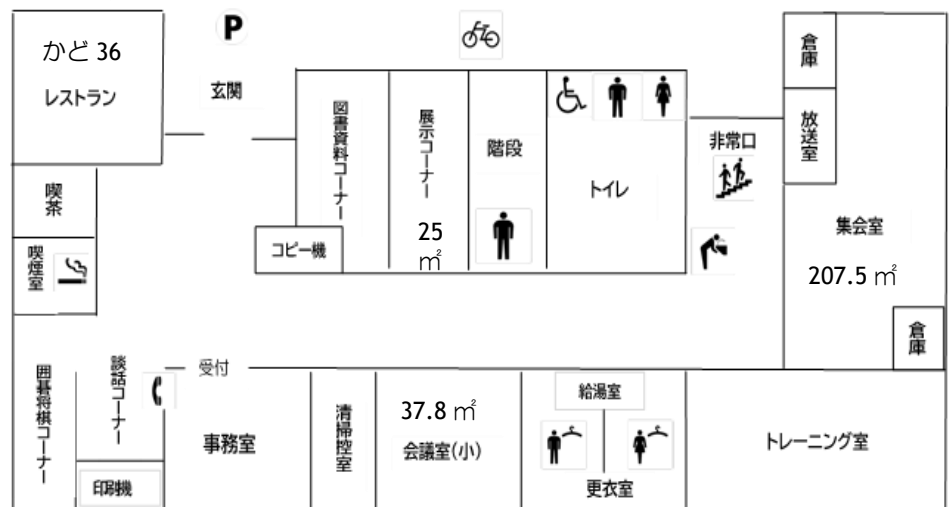 かど 36
レストラン
P
玄関
図書資料コーナー
展示コーナー
25
㎡
階段
トイレ
非常口
倉庫
放送室
集会室
207.5 ㎡
倉庫
喫茶
喫煙室
コピー機
囲碁将棋コーナー
談話コーナー
印刷機
受付
事務室
清掃控室
37.8 ㎡
会議室(小)
給湯室
更衣室
トレーニング室